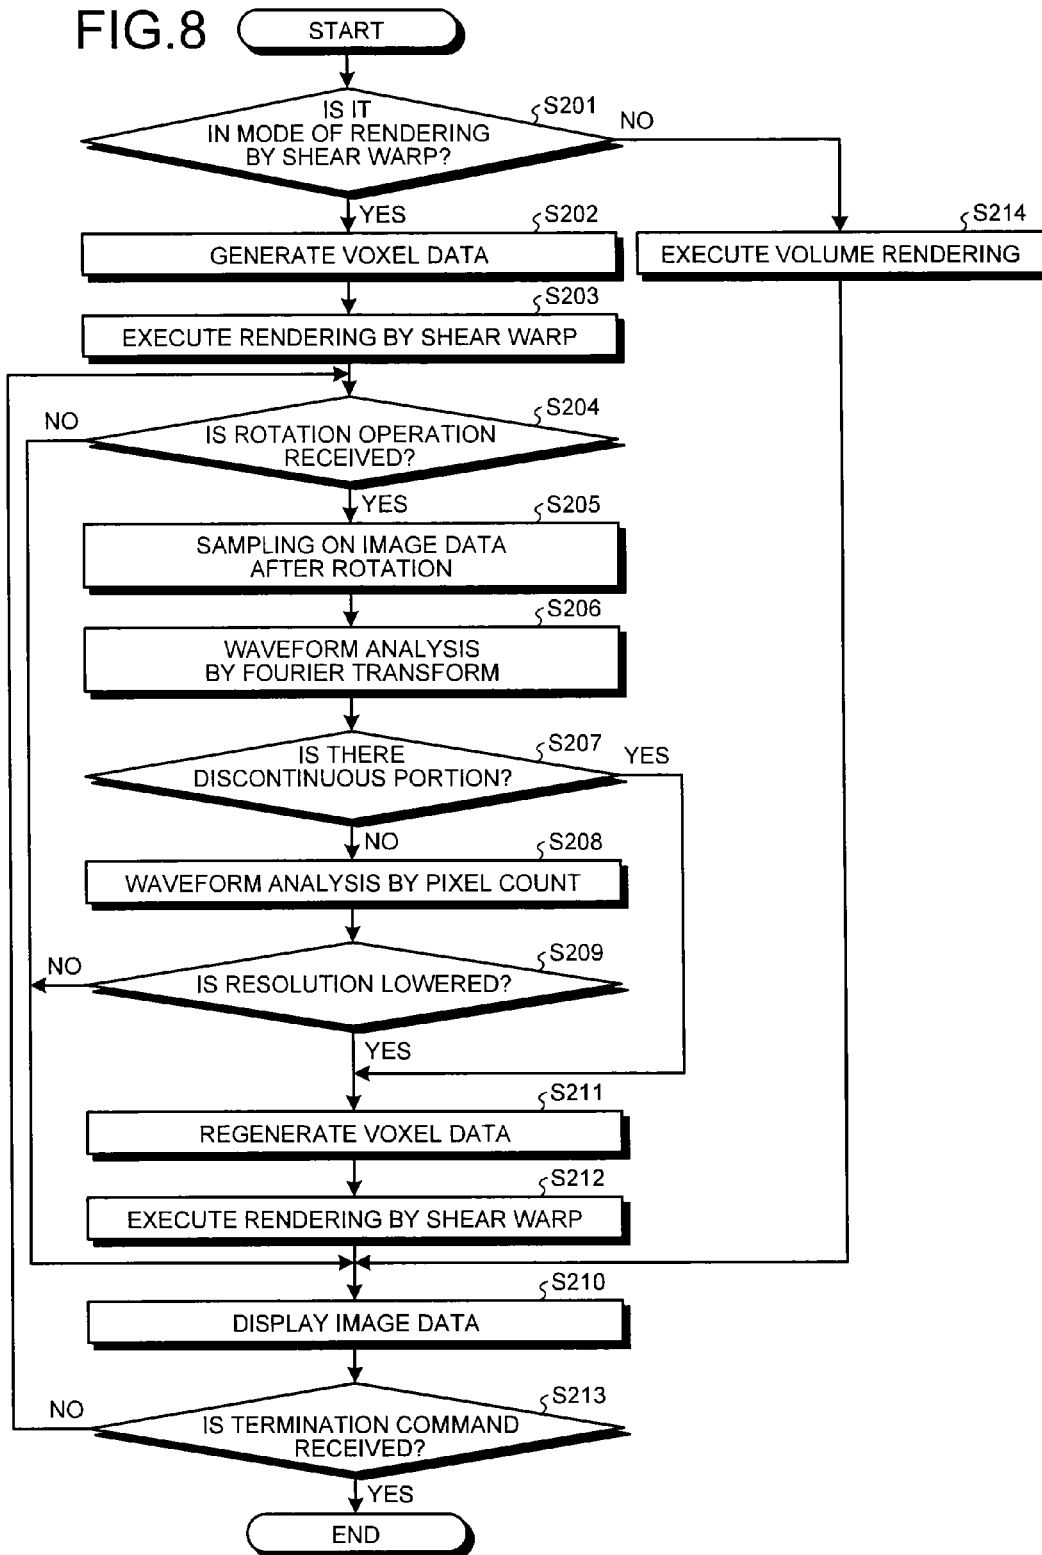 FIG.8
START
IS IT
IN MODE OF RENDERING
BY SHEAR WARP?
S201
NO
YES
S202
GENERATE VOXEL DATA
S214
EXECUTE VOLUME RENDERING
S203
EXECUTE RENDERING BY SHEAR WARP
NO
S204
IS ROTATION OPERATION
RECEIVED?
YES
S205
SAMPLING ON IMAGE DATA
AFTER ROTATION
S206
WAVEFORM ANALYSIS
BY FOURIER TRANSFORM
S207
IS THERE
DISCONTINUOUS PORTION?
YES
NO
S208
WAVEFORM ANALYSIS BY PIXEL COUNT
S209
NO
IS RESOLUTION LOWERED?
YES
S211
REGENERATE VOXEL DATA
S212
EXECUTE RENDERING BY SHEAR WARP
S210
DISPLAY IMAGE DATA
S213
NO
IS TERMINATION COMMAND
RECEIVED?
YES
END